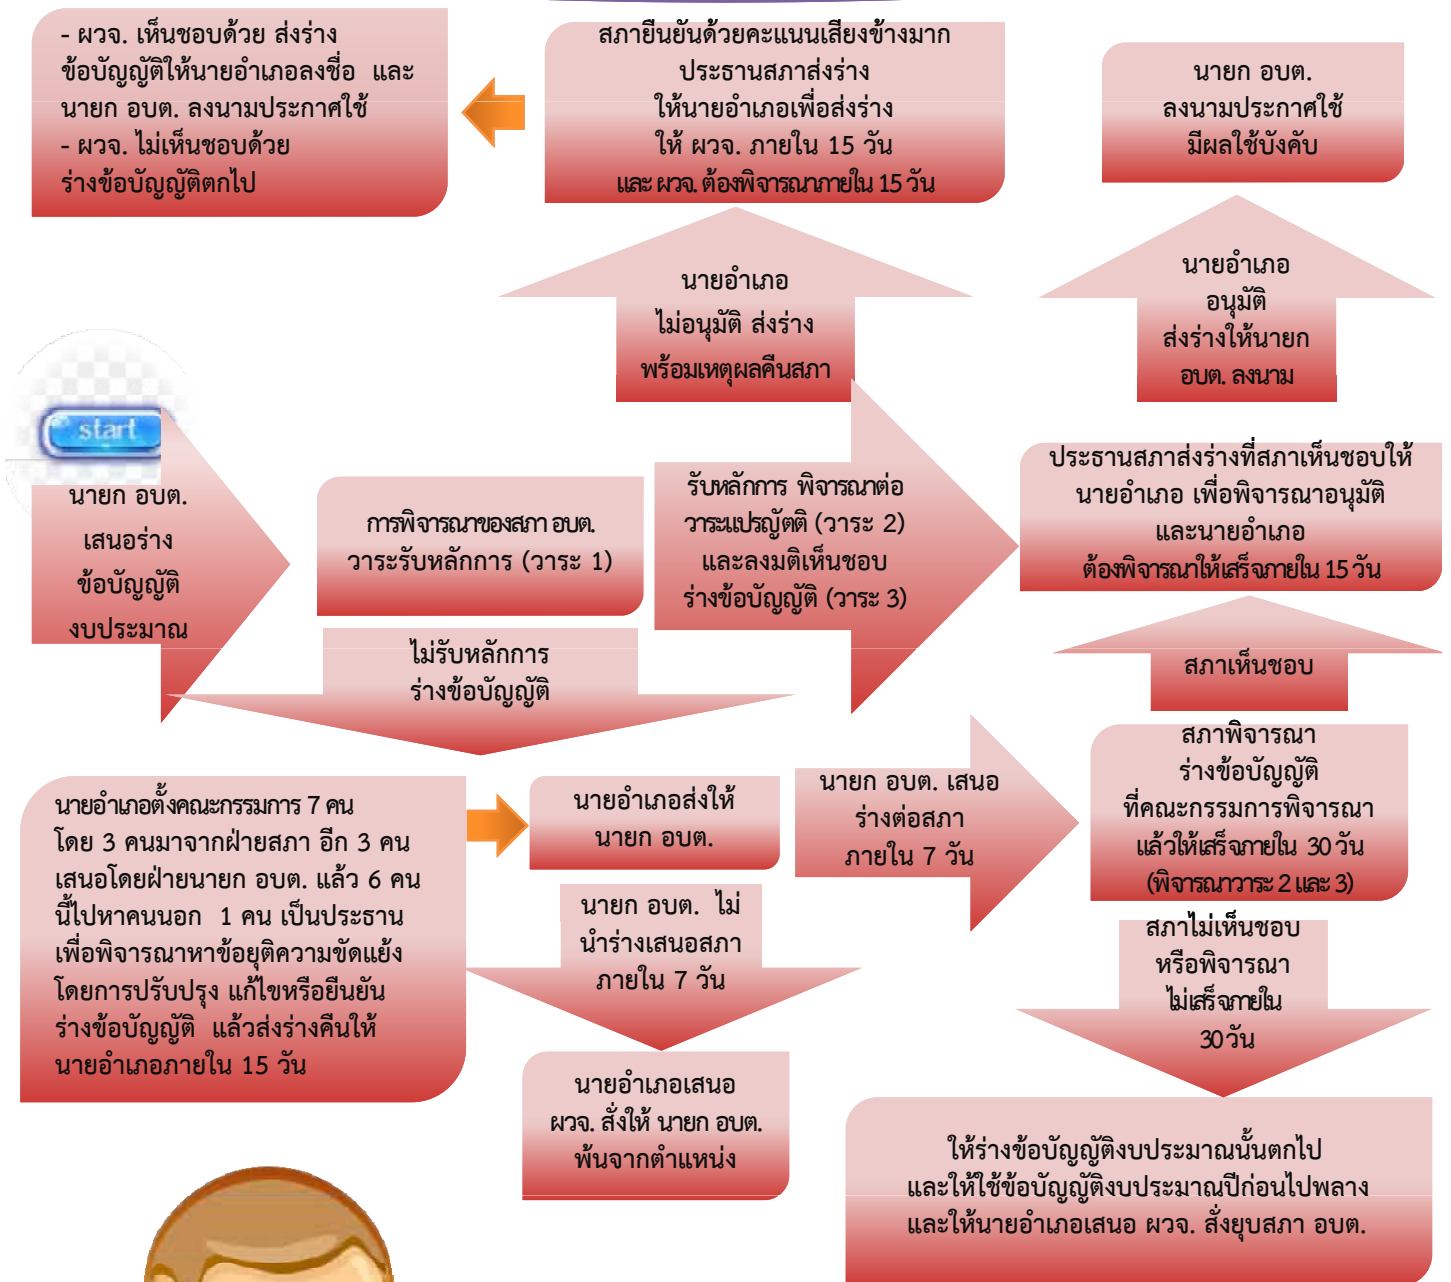 - ผวจ. เห็นชอบด้วย ส่งร่าง
ข้อบัญญัติให้นายอำเภอลงชื่อ และ
นายก อบต. ลงนามประกาศใช้
- ผวจ. ไม่เห็นชอบด้วย
ร่างข้อบัญญัติตกไป
สภายืนยันด้วยคะแนนเสียงข้างมาก
ประธานสภาส่งร่าง
ให้นายอำเภอเพื่อส่งร่าง
ให้ ผวจ. ภายใน 15 วัน
และ ผวจ. ต้องพิจารณาภายใน 15 วัน
นายก อบต.
ลงนามประกาศใช้
มีผลใช้บังคับ
นายอำเภอ
ไม่อนุมัติ ส่งร่าง
พร้อมเหตุผลคืนสภา
นายอำเภอ
อนุมัติ
ส่งร่างให้นายก
อบต. ลงนาม
start
นายก อบต.
เสนอร่าง
ข้อบัญญัติ
งบประมาณ
การพิจารณาของสภา อบต.
วาระรับหลักการ (วาระ 1)
รับหลักการ พิจารณาต่อ
วาระแปรญัตติ (วาระ 2)
และลงมติเห็นชอบ
ร่างข้อบัญญัติ (วาระ 3)
ประธานสภาส่งร่างที่สภาเห็นชอบให้
นายอำเภอ เพื่อพิจารณาอนุมัติ
และนายอำเภอ
ต้องพิจารณาให้เสร็จภายใน 15 วัน
ไม่รับหลักการ
ร่างข้อบัญญัติ
สภาเห็นชอบ
นายอำเภอตั้งคณะกรรมการ 7 คน
โดย 3 คนมาจากฝ่ายสภา อีก 3 คน
เสนอโดยฝ่ายนายก อบต. แล้ว 6 คน
นี้ไปหาคนนอก 1 คน เป็นประธาน
เพื่อพิจารณาหาข้อยุติความขัดแย้ง
โดยการปรับปรุง แก้ไขหรือยืนยัน
ร่างข้อบัญญัติ แล้วส่งร่างคืนให้
นายอำเภอภายใน 15 วัน
นายอำเภอส่งให้
นายก อบต.
นายก อบต. เสนอ
ร่างต่อสภา
ภายใน 7 วัน
สภาพิจารณา
ร่างข้อบัญญัติ
ที่คณะกรรมการพิจารณา
แล้วให้เสร็จภายใน 30 วัน
(พิจารณาวาระ 2 และ 3)
นายก อบต. ไม่
นำร่างเสนอสภา
ภายใน 7 วัน
สภาไม่เห็นชอบ
หรือพิจารณา
ไม่เสร็จภายใน
30 วัน
นายอำเภอเสนอ
ผวจ. สั่งให้ นายก อบต.
พ้นจากตำแหน่ง
ให้ร่างข้อบัญญัติงบประมาณนั้นตกไป
และให้ใช้ข้อบัญญัติงบประมาณปีก่อนไปพลาง
และให้นายอำเภอเสนอ ผวจ. สั่งยุบสภา อบต.